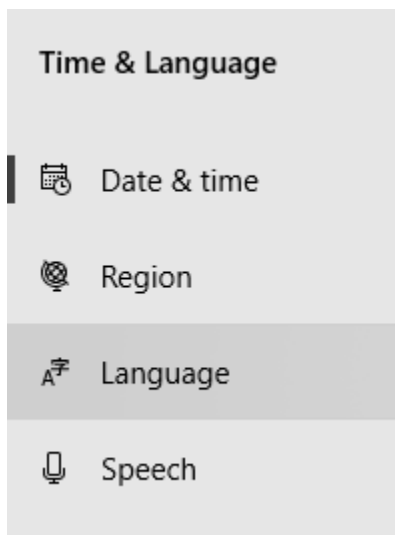 Time & Language
Date & time
Region
Language
Speech